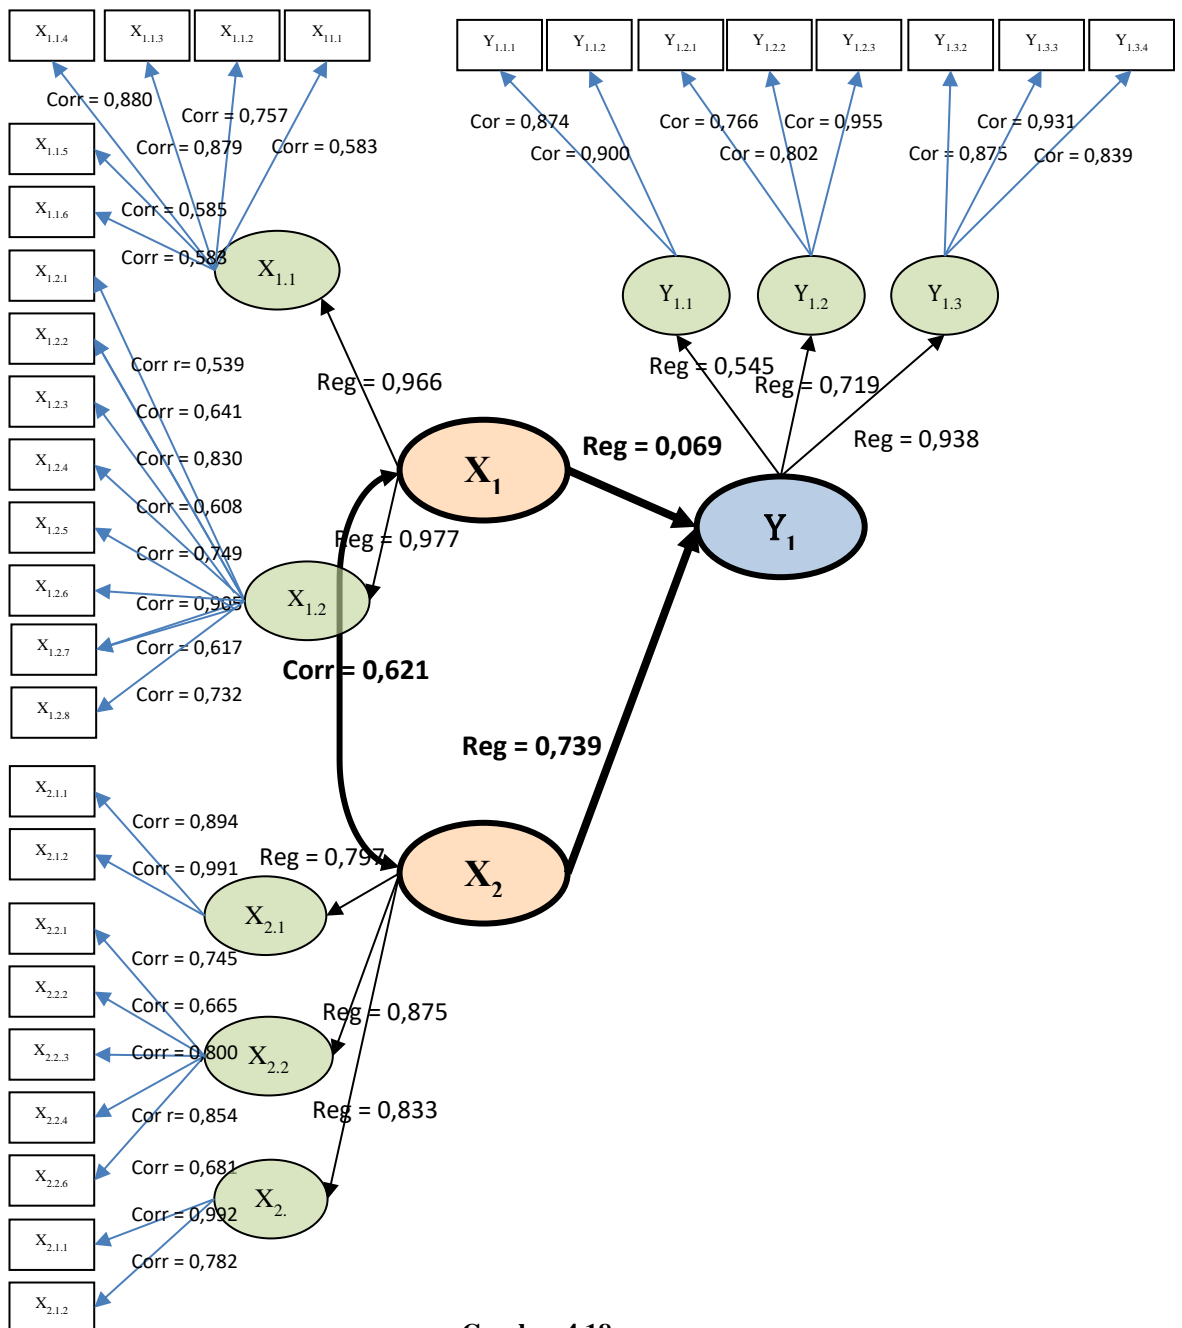 X1.1.4 X1.1.3 X1.1.2 X11.1
Y1.1.1 Y1.1.2 Y1.2.1 Y1.2.2 Y1.2.3 Y1.3.2 Y1.3.3 Y1.3.4
Corr = 0,880
Corr = 0,757
Corr = 0,879
Corr = 0,583
Cor = 0,874
Cor = 0,900
Cor = 0,766
Cor = 0,802
Cor = 0,955
Cor = 0,875
Cor = 0,931
Cor = 0,839
X1.1.5
X1.1.6
Corr = 0,585
Corr = 0,583
X1.1
Y1.1 Y1.2 Y1.3
X1.2.1
X1.2.2
X1.2.3
X1.2.4
X1.2.5
X1.2.6
X1.2.7
X1.2.8
Corr r= 0,539
Corr = 0,641
Corr = 0,830
Corr = 0,608
Corr = 0,749
Corr = 0,905
Corr = 0,617
Corr = 0,732
Reg = 0,966
Reg = 0,545
Reg = 0,719
Reg = 0,938
X1
Reg = 0,069
Y1
Reg = 0,977
X1.2
Corr = 0,621
Reg = 0,739
X2.1.1
X2.1.2
Corr = 0,894
Corr = 0,991
Reg = 0,797
X2
X2.1
X2.2.1
X2.2.2
X2.2..3
X2.2.4
X2.2.6
Corr = 0,745
Corr = 0,665
Corr = 0,800
Cor r= 0,854
Corr = 0,681
X2.2
Reg = 0,875
Reg = 0,833
X2.
X2.1.1
X2.1.2
Corr = 0,992
Corr = 0,782